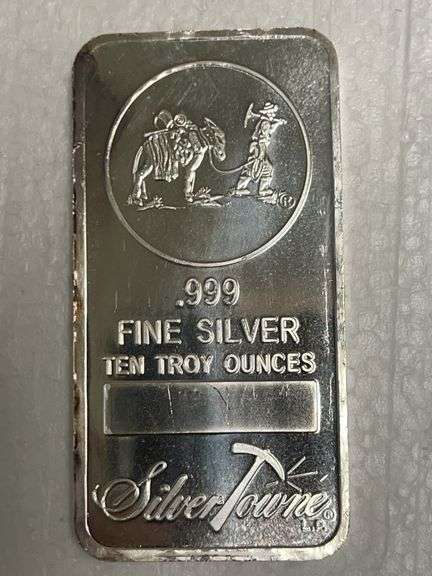 .999
FINE SILVER
TEN TROY OUNCES
SilverTowne®
L.P.